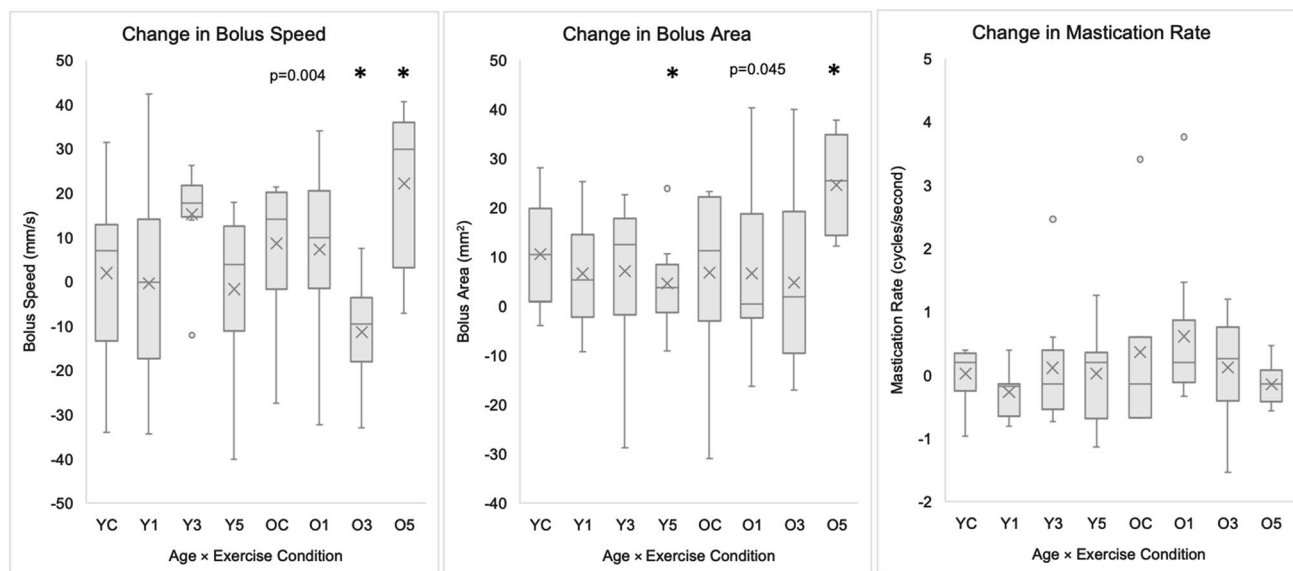 Change in Bolus Speed
50
40
30
20
10
0
-10
-20
-30
-40
-50
Bolus Speed (mm/s)
p=0.004
*
*
YC Y1 Y3 Y5 OC O1 O3 O5
Age × Exercise Condition
Change in Bolus Area
50
40
30
20
10
0
-10
-20
-30
-40
Bolus Area (mm²)
*
p=0.045
*
YC Y1 Y3 Y5 OC O1 O3 O5
Age × Exercise Condition
Change in Mastication Rate
5
4
3
2
1
0
-1
-2
Mastication Rate (cycles/second)
YC Y1 Y3 Y5 OC O1 O3 O5
Age × Exercise Condition